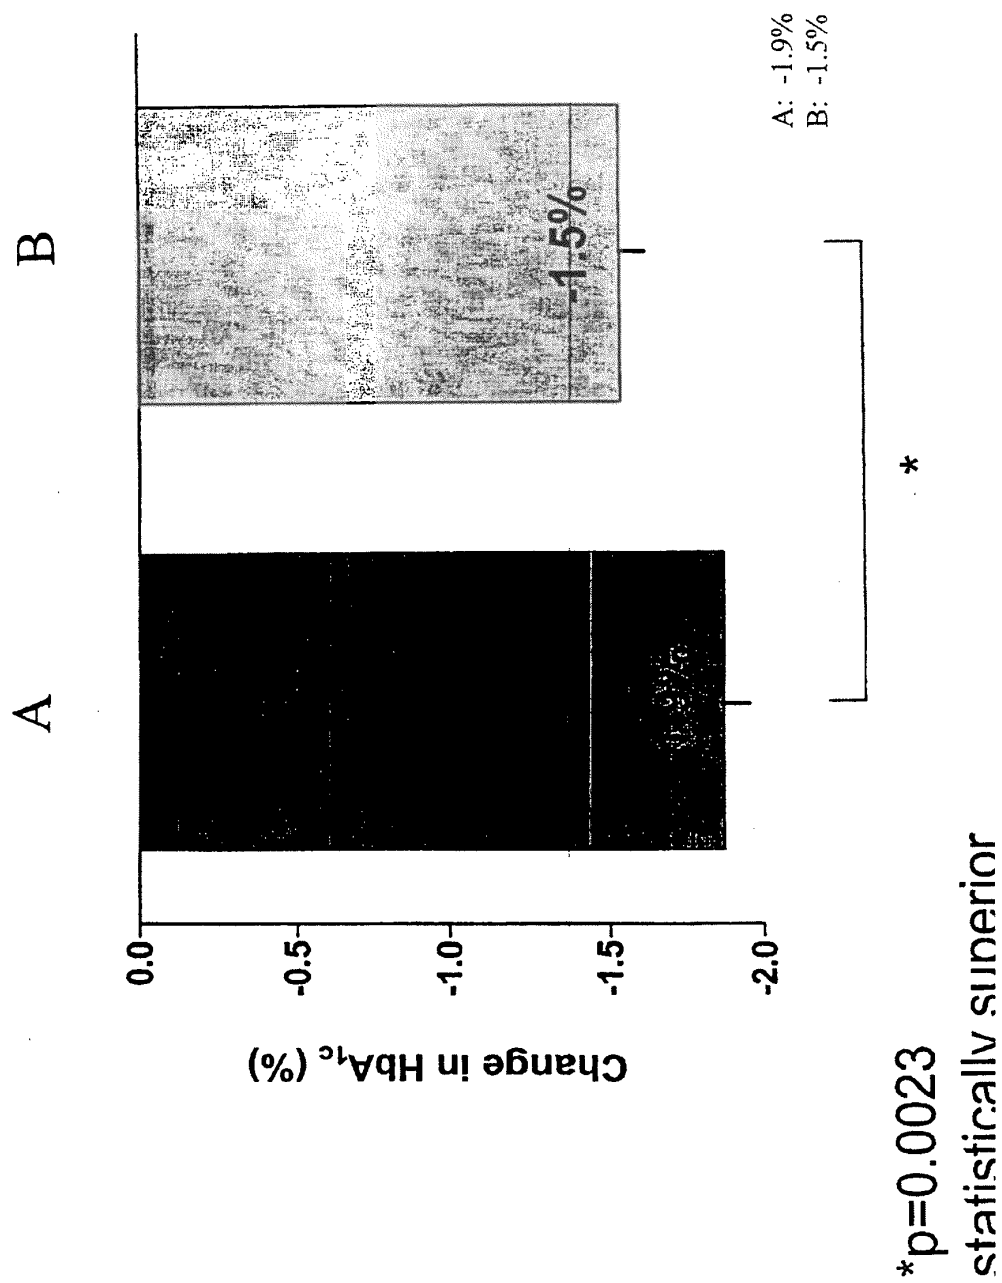 A
B
0.0
-0.5
-1.0
-1.5
-2.0
Change in HbA1c (%)
-1.5%
A: -1.9%
B: -1.5%
*
*p=0.0023
statistically superior